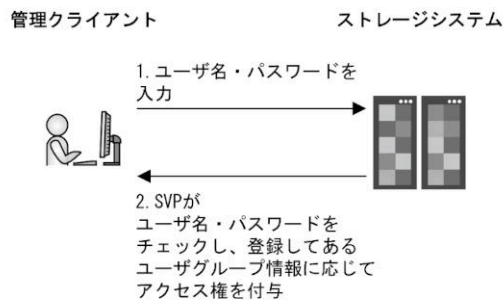 管理クライアント
ストレージシステム
1. ユーザ名・パスワードを
入力
2. SVPが
ユーザ名・パスワードを
チェックし、登録してある
ユーザグループ情報に応じて
アクセス権を付与